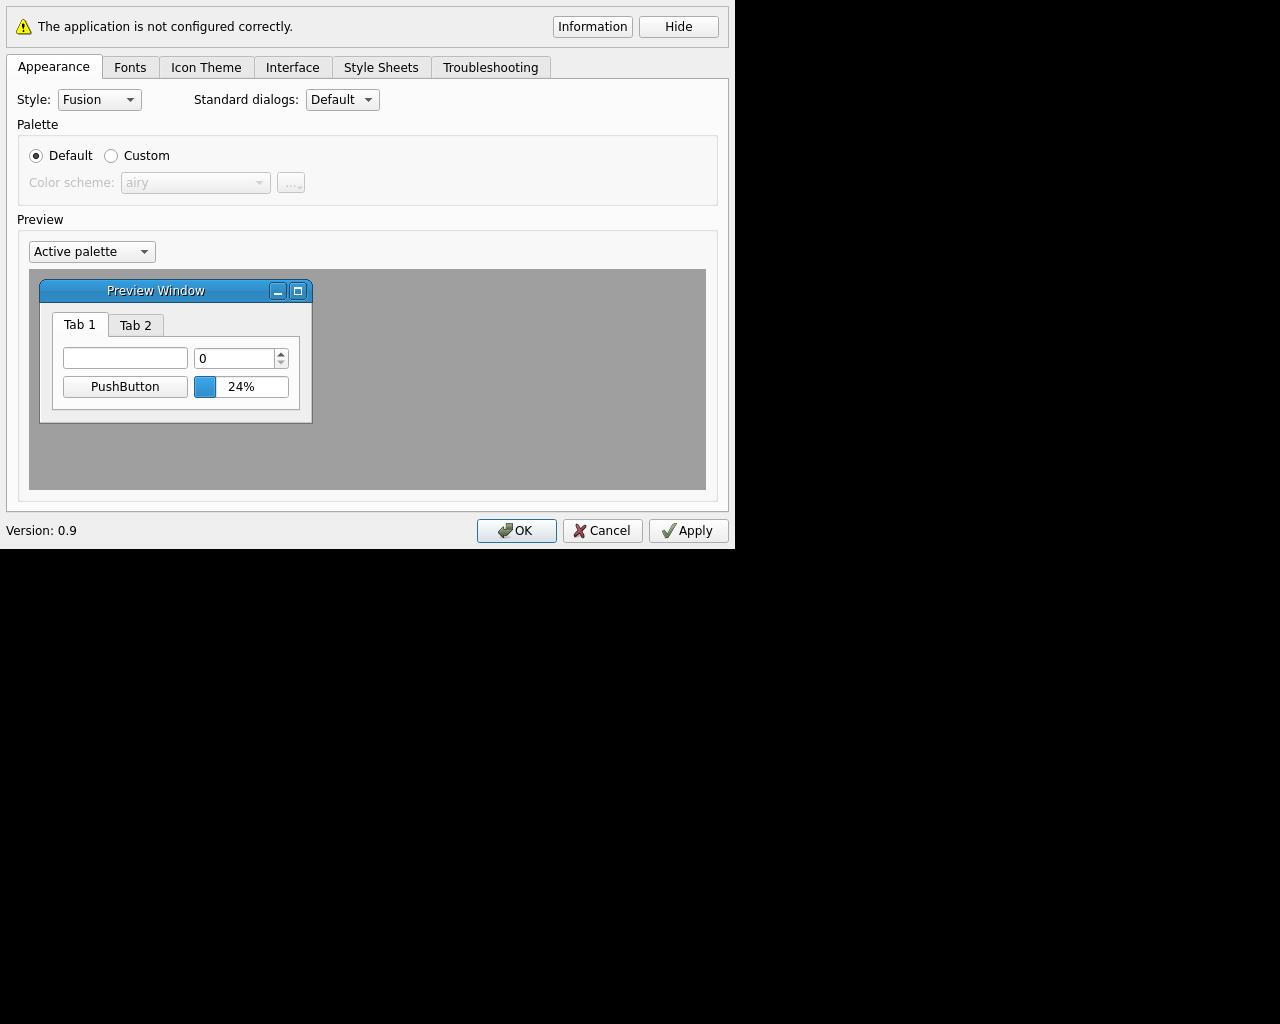 The application is not configured correctly. Information Hide
Appearance Fonts Icon Theme Interface Style Sheets Troubleshooting
Style: Fusion Standard dialogs: Default
Palette
Default Custom
Color scheme: airy ...
Preview
Active palette
Preview Window
Tab 1 Tab 2
0
PushButton 24%
Version: 0.9 OK Cancel Apply